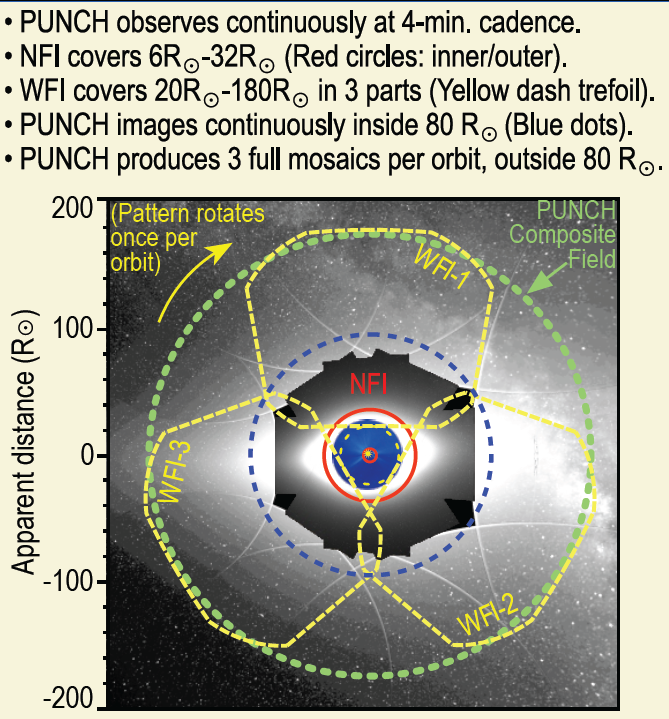 • PUNCH observes continuously at 4-min. cadence.
• NFI covers 6R☉-32R☉ (Red circles: inner/outer).
• WFI covers 20R☉-180R☉ in 3 parts (Yellow dash trefoil).
• PUNCH images continuously inside 80 R☉ (Blue dots).
• PUNCH produces 3 full mosaics per orbit, outside 80 R☉.
200
(Pattern rotates
once per
orbit)
PUNCH
Composite
Field
WFI-1
100
NFI
Apparent distance (R☉)
0
WFI-3
-100
WFI-2
-200